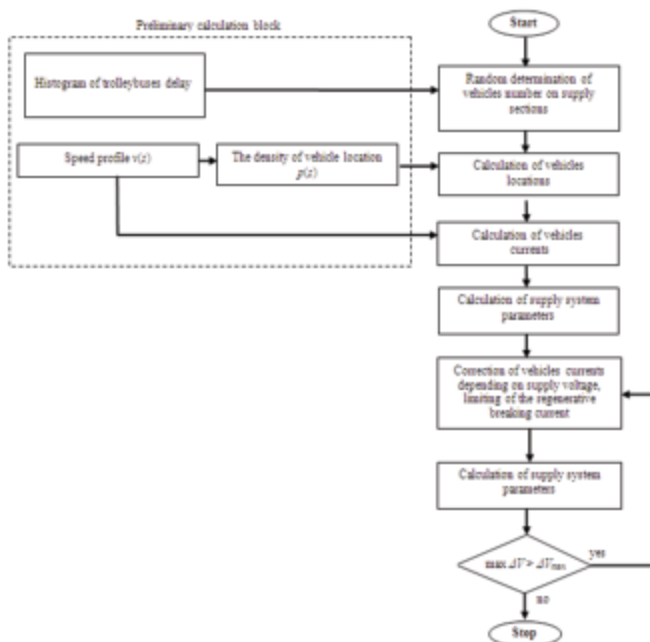 Preliminary calculation block
Start
Histogram of trolleybuses delay
Random determination of
vehicles number on supply
sections
Speed profile v(s)
The density of vehicle location
p(s)
Calculation of vehicles
locations
Calculation of vehicles
currents
Calculation of supply system
parameters
Correction of vehicles currents
depending on supply voltage,
limiting of the regenerative
breaking current
Calculation of supply system
parameters
max ΔV > ΔV
yes
no
Stop